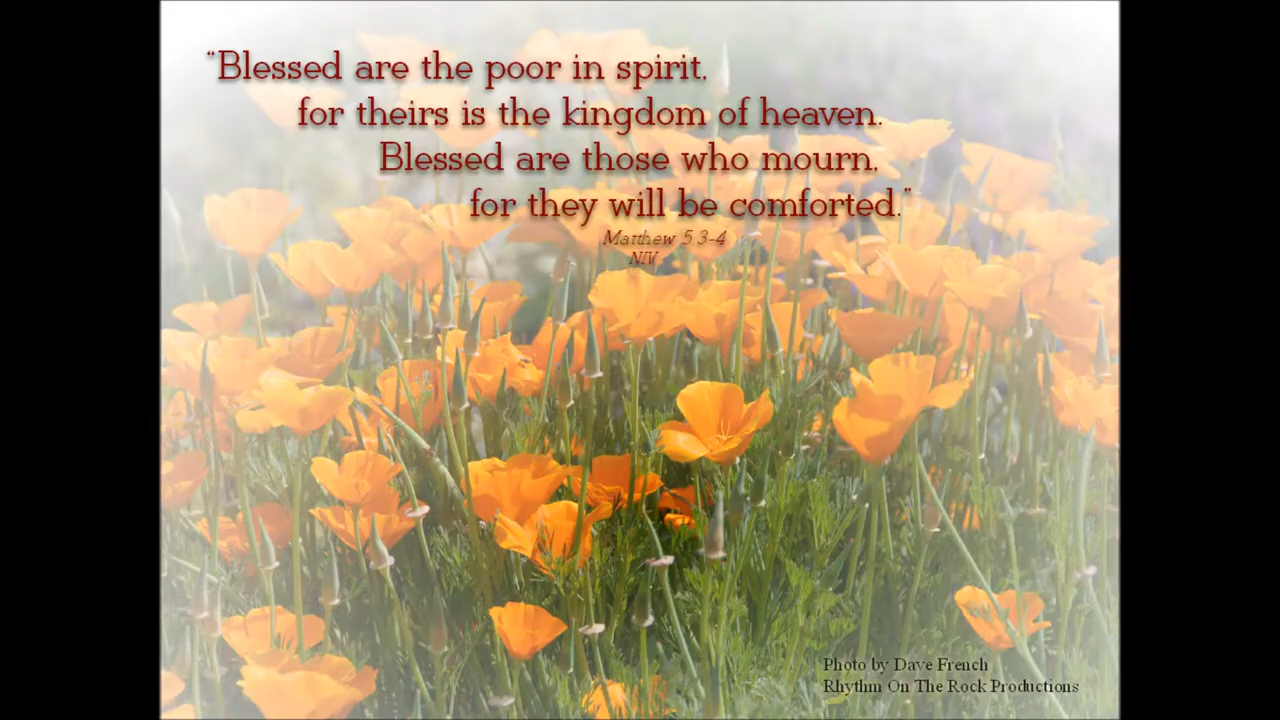 "Blessed are the poor in spirit,
for theirs is the kingdom of heaven.
Blessed are those who mourn,
for they will be comforted."
Matthew 5 3-4
NIV
Photo by Dave French
Rhythm On The Rock Productions